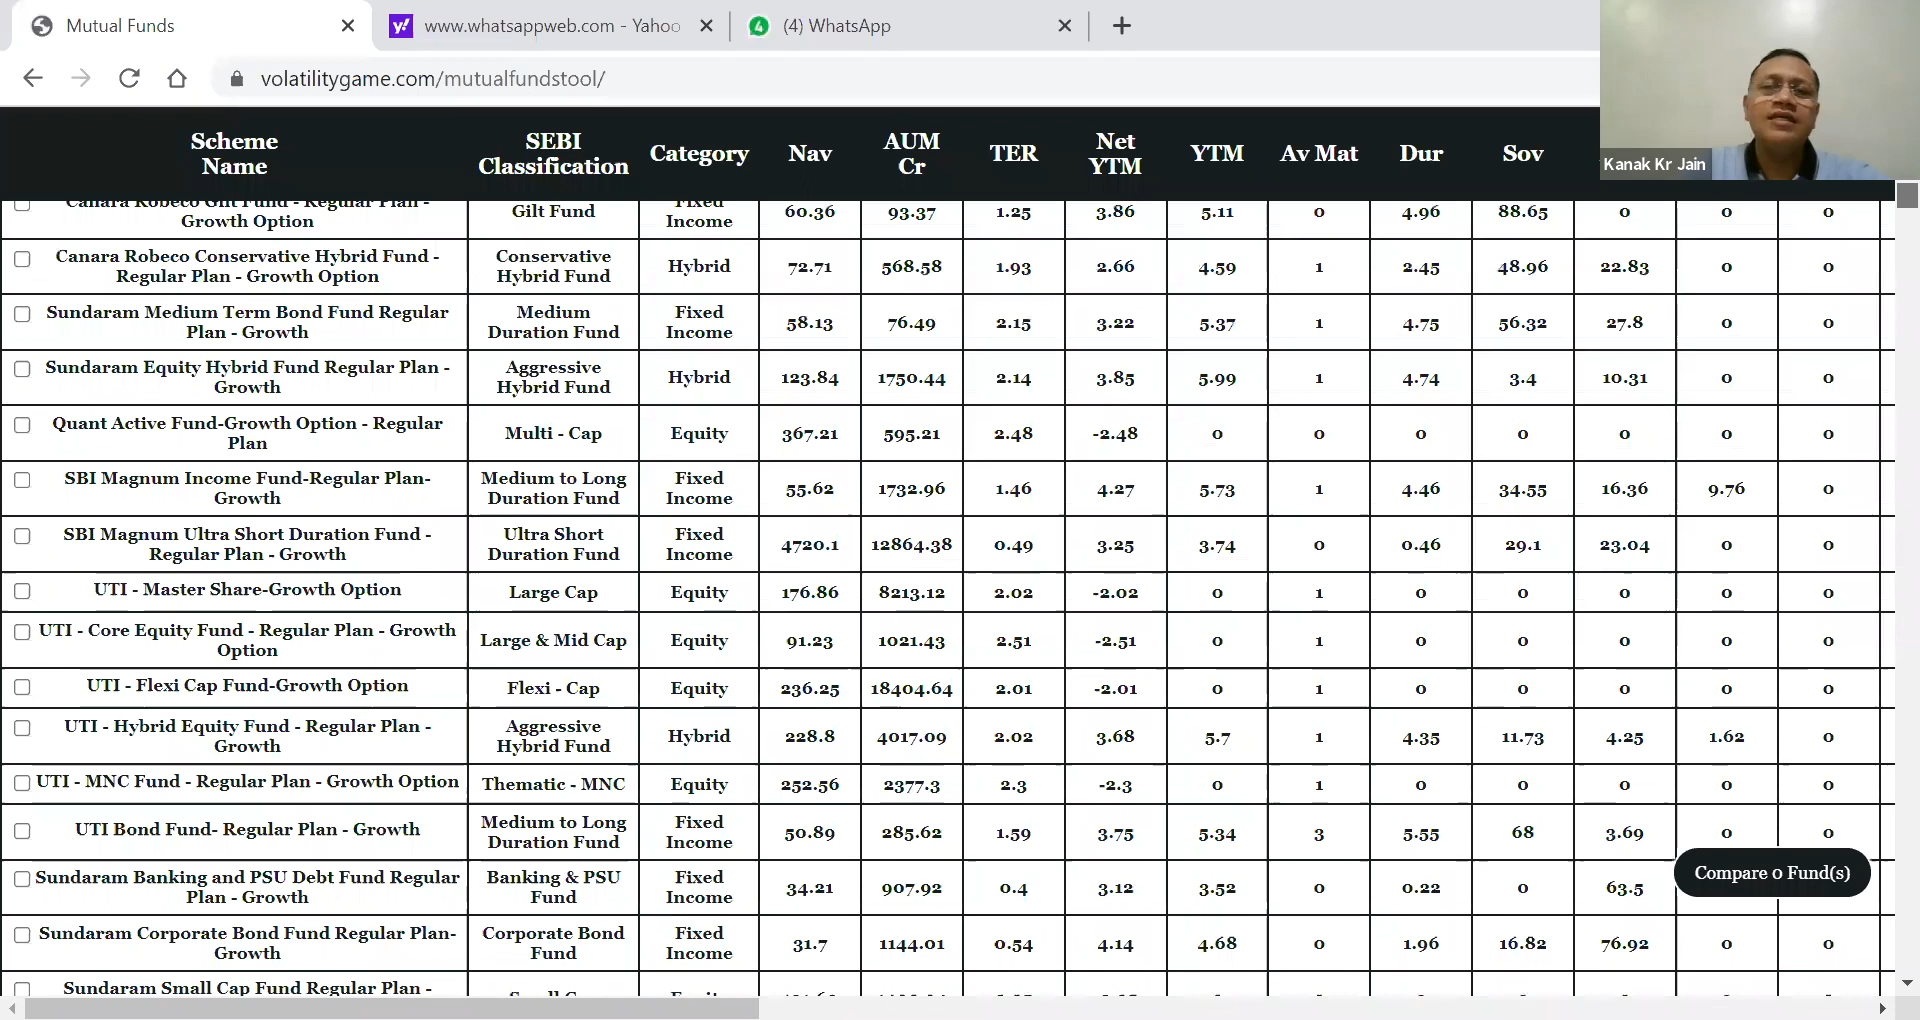 Mutual Funds
www.whatsappweb.com - Yahoo
(4) WhatsApp
volatilitygame.com/mutualfundstool/
Kanak Kr Jain
Scheme Name SEBI Classification Category Nav AUM Cr TER Net YTM YTM Av Mat Dur Sov
Canara Robeco Gilt Fund - Regular Plan - Growth Option Gilt Fund Fixed Income 60.36 93.37 1.25 3.86 5.11 0 4.96 88.65 0 0 0
Canara Robeco Conservative Hybrid Fund - Regular Plan - Growth Option Conservative Hybrid Fund Hybrid 72.71 568.58 1.93 2.66 4.59 1 2.45 48.96 22.83 0 0
Sundaram Medium Term Bond Fund Regular Plan - Growth Medium Duration Fund Fixed Income 58.13 76.49 2.15 3.22 5.37 1 4.75 56.32 27.8 0 0
Sundaram Equity Hybrid Fund Regular Plan - Growth Aggressive Hybrid Fund Hybrid 123.84 1750.44 2.14 3.85 5.99 1 4.74 3.4 10.31 0 0
Quant Active Fund-Growth Option - Regular Plan Multi - Cap Equity 367.21 595.21 2.48 -2.48 0 0 0 0 0 0 0
SBI Magnum Income Fund-Regular Plan-Growth Medium to Long Duration Fund Fixed Income 55.62 1732.96 1.46 4.27 5.73 1 4.46 34.55 16.36 9.76 0
SBI Magnum Ultra Short Duration Fund - Regular Plan - Growth Ultra Short Duration Fund Fixed Income 4720.1 12864.38 0.49 3.25 3.74 0 0.46 29.1 23.04 0 0
UTI - Master Share-Growth Option Large Cap Equity 176.86 8213.12 2.02 -2.02 0 1 0 0 0 0 0
UTI - Core Equity Fund - Regular Plan - Growth Option Large & Mid Cap Equity 91.23 1021.43 2.51 -2.51 0 1 0 0 0 0 0
UTI - Flexi Cap Fund-Growth Option Flexi - Cap Equity 236.25 18404.64 2.01 -2.01 0 1 0 0 0 0 0
UTI - Hybrid Equity Fund - Regular Plan - Growth Aggressive Hybrid Fund Hybrid 228.8 4017.09 2.02 3.68 5.7 1 4.35 11.73 4.25 1.62 0
UTI - MNC Fund - Regular Plan - Growth Option Thematic - MNC Equity 252.56 2377.3 2.3 -2.3 0 1 0 0 0 0 0
UTI Bond Fund- Regular Plan - Growth Medium to Long Duration Fund Fixed Income 50.89 285.62 1.59 3.75 5.34 3 5.55 68 3.69 0 0
Compare 0 Fund(s)
Sundaram Banking and PSU Debt Fund Regular Plan - Growth Banking & PSU Fund Fixed Income 34.21 907.92 0.4 3.12 3.52 0 0.22 0 63.5
Sundaram Corporate Bond Fund Regular Plan-Growth Corporate Bond Fund Fixed Income 31.7 1144.01 0.54 4.14 4.68 0 1.96 16.82 76.92 0 0
Sundaram Small Cap Fund Regular Plan -